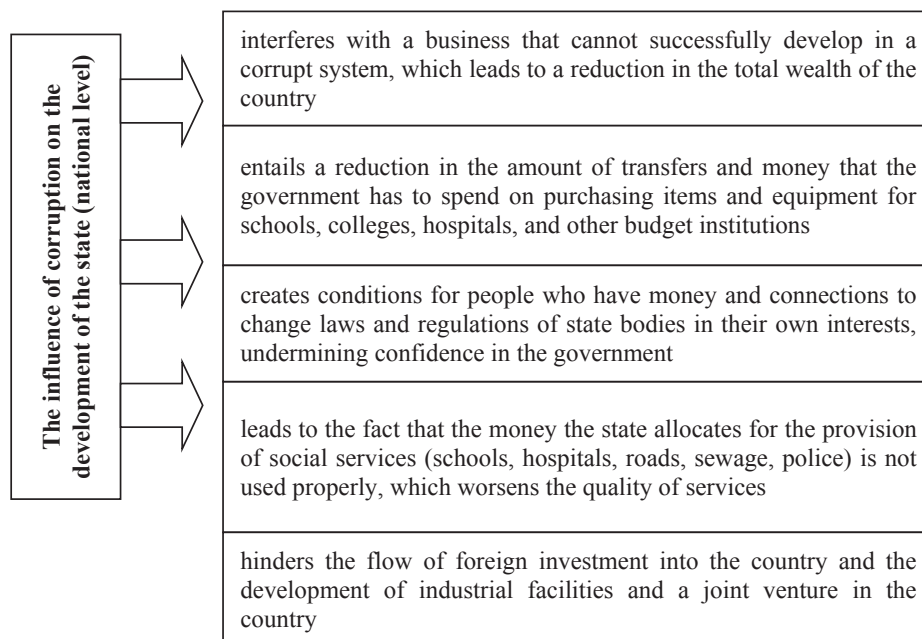 The influence of corruption on the
development of the state (national level)
interferes with a business that cannot successfully develop in a
corrupt system, which leads to a reduction in the total wealth of the
country
entails a reduction in the amount of transfers and money that the
government has to spend on purchasing items and equipment for
schools, colleges, hospitals, and other budget institutions
creates conditions for people who have money and connections to
change laws and regulations of state bodies in their own interests,
undermining confidence in the government
leads to the fact that the money the state allocates for the provision
of social services (schools, hospitals, roads, sewage, police) is not
used properly, which worsens the quality of services
hinders the flow of foreign investment into the country and the
development of industrial facilities and a joint venture in the
country